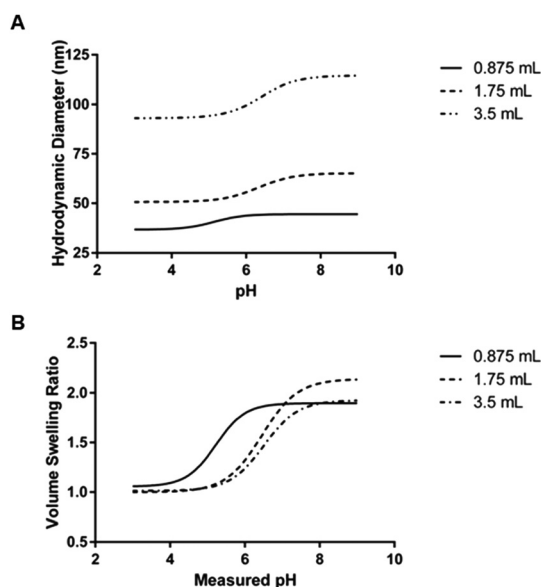 A
Hydrodynamic Diameter (nm)
125
100
75
50
25
2
4
6
8
10
pH
0.875 mL
1.75 mL
3.5 mL
B
Volume Swelling Ratio
2.5
2.0
1.5
1.0
0.5
2
4
6
8
10
Measured pH
0.875 mL
1.75 mL
3.5 mL